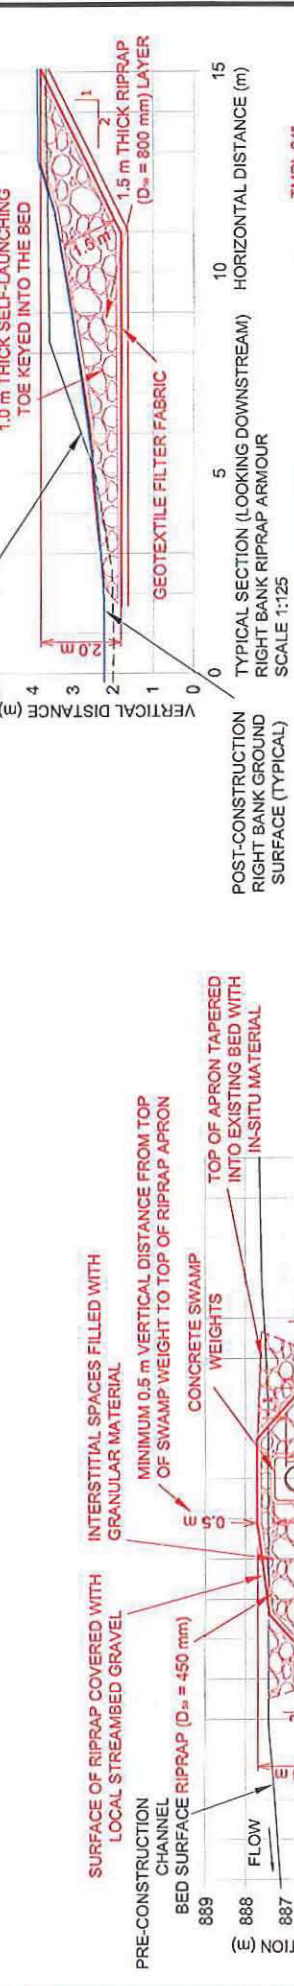 SURFACE OF RIPRAP COVERED WITH
LOCAL STREAMBED GRAVEL
INTERSTITIAL SPACES FILLED WITH
GRANULAR MATERIAL
MINIMUM 0.5 m VERTICAL DISTANCE FROM TOP
OF SWAMP WEIGHT TO TOP OF RIPRAP APRON
CONCRETE SWAMP
WEIGHTS
TOP OF APRON TAPERED
INTO EXISTING BED WITH
IN-SITU MATERIAL
PRE-CONSTRUCTION
CHANNEL
BED SURFACE
RIPRAP (D₅₀ = 450 mm)
0.5 m
FLOW
889
888
887
m
1.0 m THICK SELF-LAUNCHING
TOE KEYED INTO THE BED
1
2
1.5 m THICK RIPRAP
(D₅₀ = 800 mm) LAYER
1.5 m
2.0 m
GEOTEXTILE FILTER FABRIC
VERTICAL DISTANCE (m)
4
3
2
1
0
0
5
10
15
HORIZONTAL DISTANCE (m)
POST-CONSTRUCTION
RIGHT BANK GROUND
SURFACE (TYPICAL)
TYPICAL SECTION (LOOKING DOWNSTREAM)
RIGHT BANK RIPRAP ARMOUR
SCALE 1:125